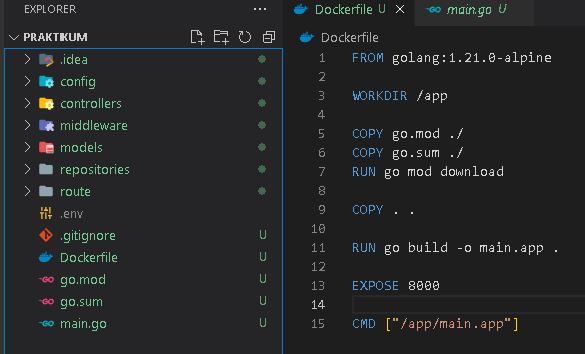 EXPLORER
PRAKTIKUM
.idea
config
controllers
middleware
models
repositories
route
.env
.gitignore U
Dockerfile U
go.mod U
go.sum U
main.go U
Dockerfile U
main.go U
Dockerfile
1 FROM golang:1.21.0-alpine
2
3 WORKDIR /app
4
5 COPY go.mod ./
6 COPY go.sum ./
7 RUN go mod download
8
9 COPY . .
10
11 RUN go build -o main.app .
12
13 EXPOSE 8000
14
15 CMD ["/app/main.app"]